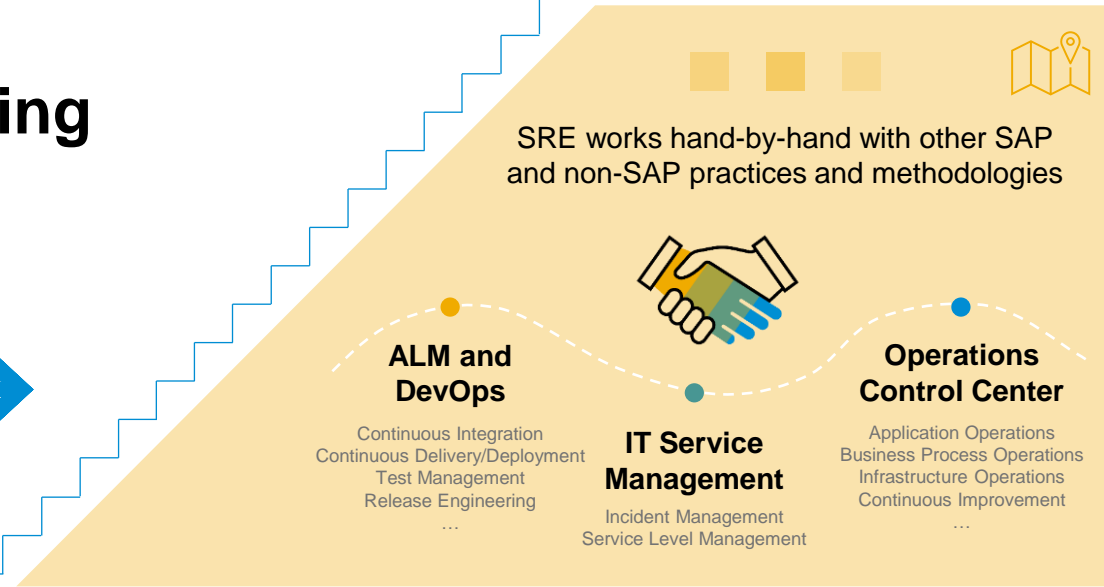 ing
SRE works hand-by-hand with other SAP
and non-SAP practices and methodologies
ALM and
DevOps
Continuous Integration
Continuous Delivery/Deployment
Test Management
Release Engineering
…
IT Service
Management
Incident Management
Service Level Management
Operations
Control Center
Application Operations
Business Process Operations
Infrastructure Operations
Continuous Improvement
…